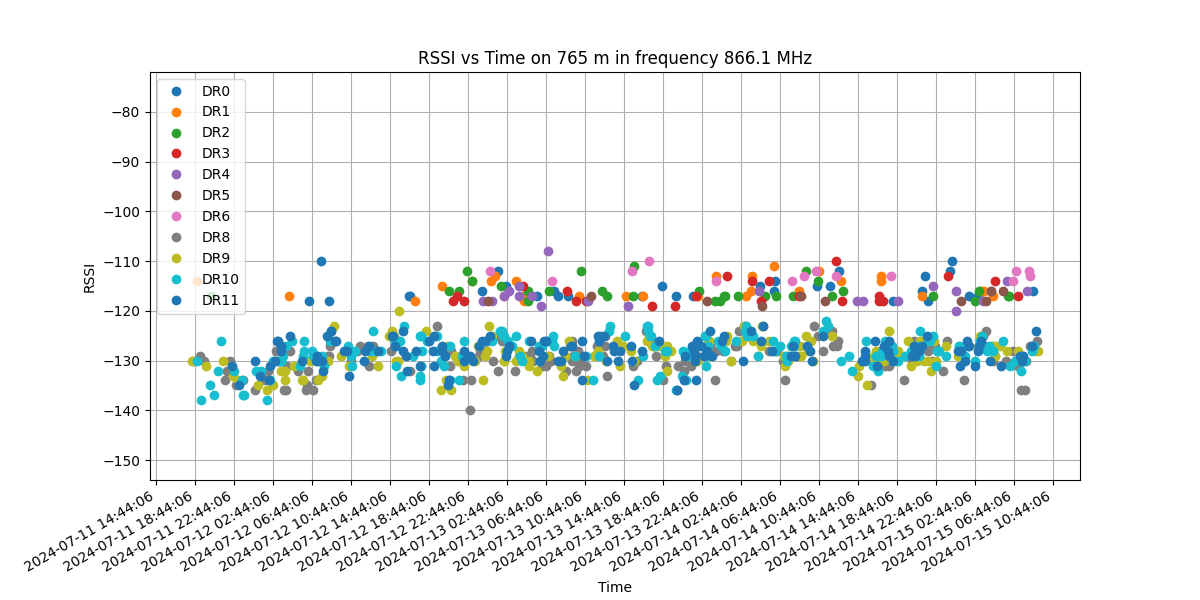 RSSI vs Time on 765 m in frequency 866.1 MHz
DR0
DR1
DR2
DR3
DR4
DR5
DR6
DR8
DR9
DR10
DR11
RSSI
−80
−90
−100
−110
−120
−130
−140
−150
2024-07-11 14:44:06
2024-07-11 18:44:06
2024-07-11 22:44:06
2024-07-12 02:44:06
2024-07-12 06:44:06
2024-07-12 10:44:06
2024-07-12 14:44:06
2024-07-12 18:44:06
2024-07-12 22:44:06
2024-07-13 02:44:06
2024-07-13 06:44:06
2024-07-13 10:44:06
2024-07-13 14:44:06
2024-07-13 18:44:06
2024-07-13 22:44:06
2024-07-14 02:44:06
2024-07-14 06:44:06
2024-07-14 10:44:06
2024-07-14 14:44:06
2024-07-14 18:44:06
2024-07-14 22:44:06
2024-07-15 02:44:06
2024-07-15 06:44:06
2024-07-15 10:44:06
Time